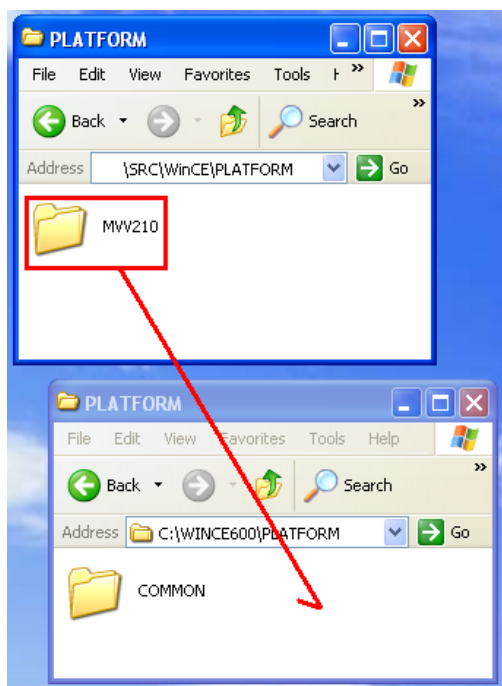 PLATFORM
File Edit View Favorites Tools H »
Back Search »
Address \SRC\WinCE\PLATFORM Go
MVV210
PLATFORM
File Edit View Favorites Tools Help
Back Search »
Address C:\WINCE600\PLATFORM Go
COMMON